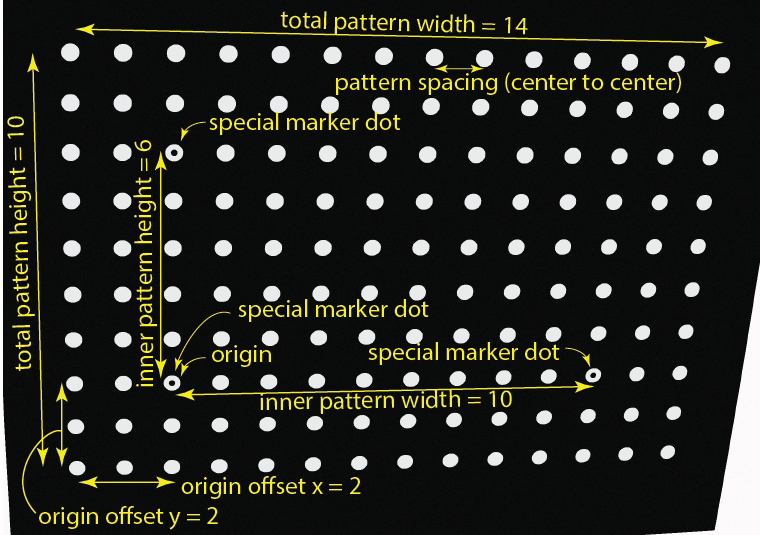 total pattern width = 14
pattern spacing (center to center)
special marker dot
total pattern height = 10
inner pattern height = 6
special marker dot
origin
special marker dot
inner pattern width = 10
origin offset x = 2
origin offset y = 2